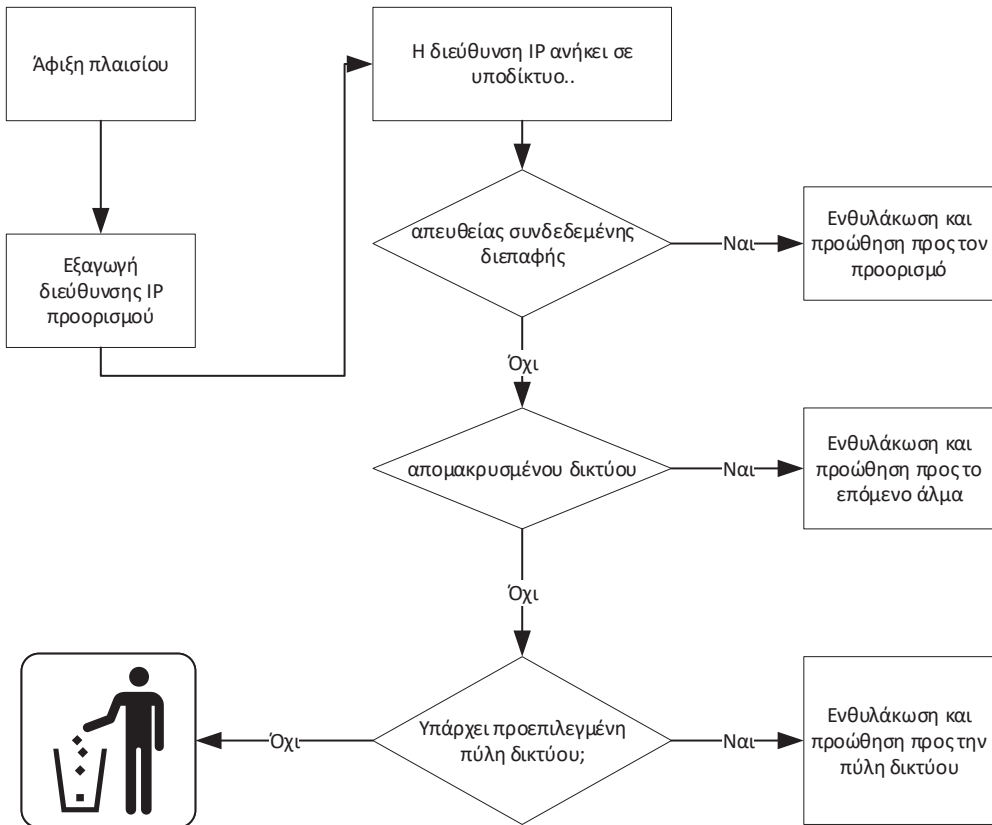 Άφιξη πλαισίου
Εξαγωγή
διεύθυνσης IP
προορισμού
Η διεύθυνση IP ανήκει σε
υποδίκτυο..
απευθείας συνδεδεμένης
διεπαφής
Ναι
Ενθυλάκωση και
προώθηση προς τον
προορισμό
Όχι
απομακρυσμένου δικτύου
Ναι
Ενθυλάκωση και
προώθηση προς το
επόμενο άλμα
Όχι
Υπάρχει προεπιλεγμένη
πύλη δικτύου;
Ναι
Ενθυλάκωση και
προώθηση προς την
πύλη δικτύου
Όχι